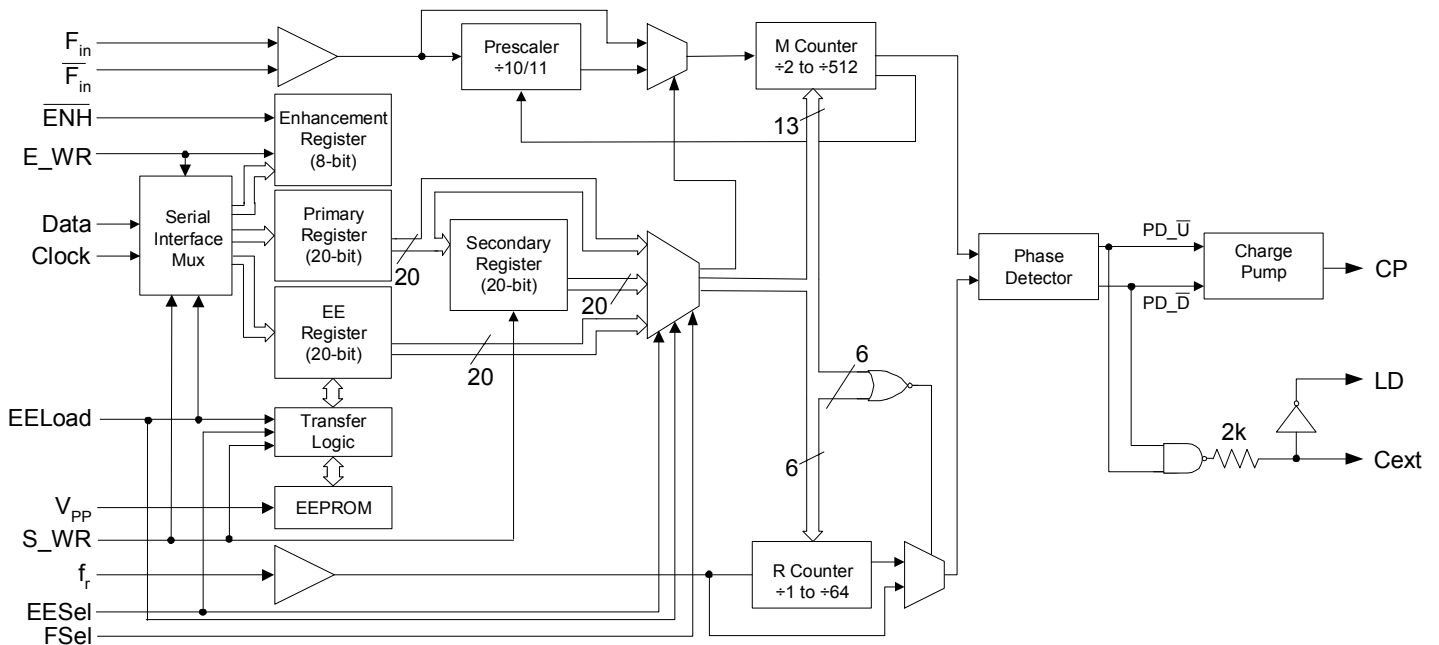 Fin
F̅in
E̅N̅H̅
E_WR
Data
Clock
EELoad
VPP
S_WR
fr
EESel
FSel
Prescaler
÷10/11
M Counter
÷2 to ÷512
Enhancement
Register
(8-bit)
13
Serial
Interface
Mux
Primary
Register
(20-bit)
20
Secondary
Register
(20-bit)
20
EE
Register
(20-bit)
20
Transfer
Logic
EEPROM
6
6
R Counter
÷1 to ÷64
Phase
Detector
PD_U̅
PD_D̅
Charge
Pump
CP
LD
2k
Cext